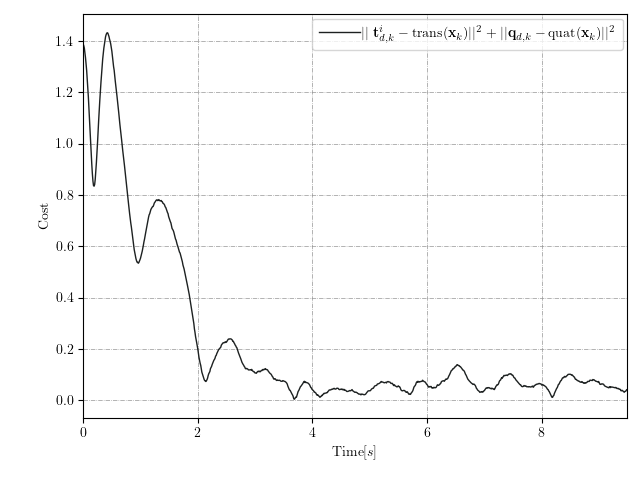 || t^i_{d,k} − trans(x_k)||² + ||q_{d,k} − quat(x_k)||²
1.4
1.2
1.0
0.8
0.6
0.4
0.2
0.0
Cost
0 2 4 6 8
Time[s]